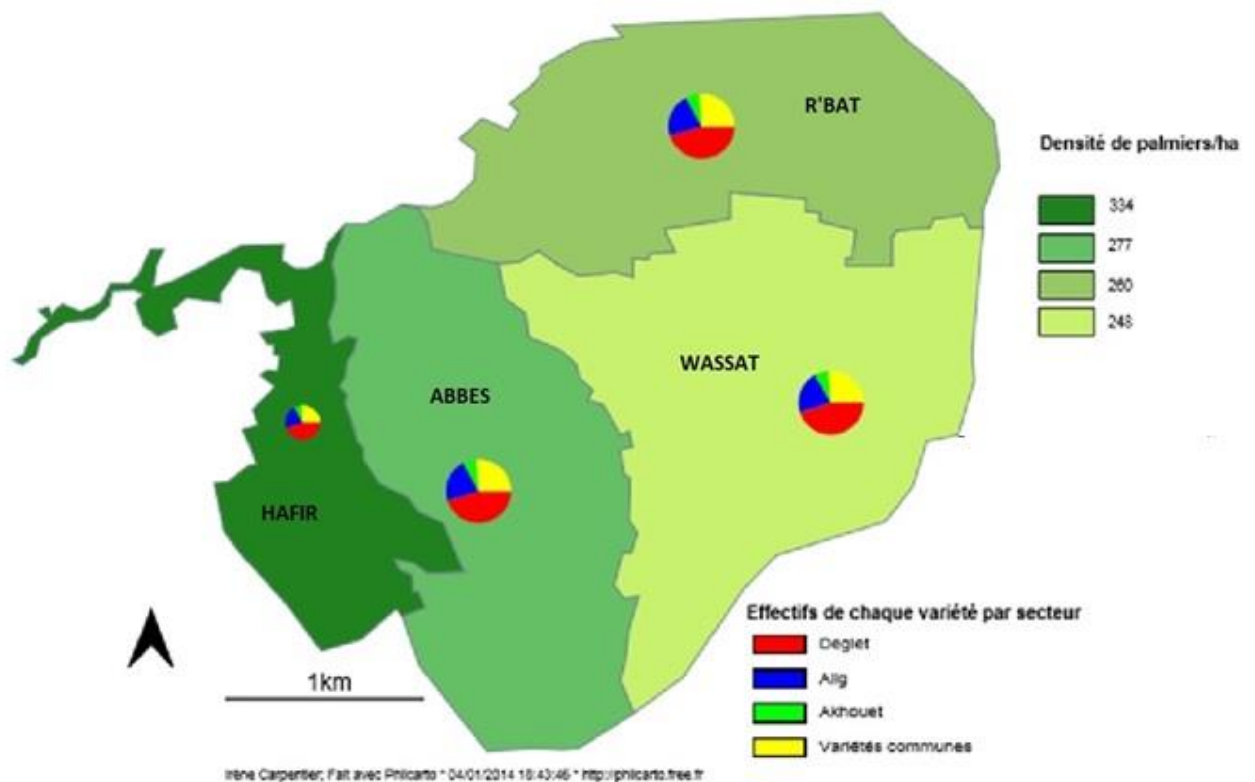 R'BAT
Densité de palmiers/ha
334
277
260
248
WASSAT
ABBES
HAFIR
1km
Effectifs de chaque variété par secteur
Deglet
Alig
Akhouet
Variétés communes
Irène Carpentier, Fait avec Philcarto * 04/01/2014 18:43:46 * http://philcarto.free.fr